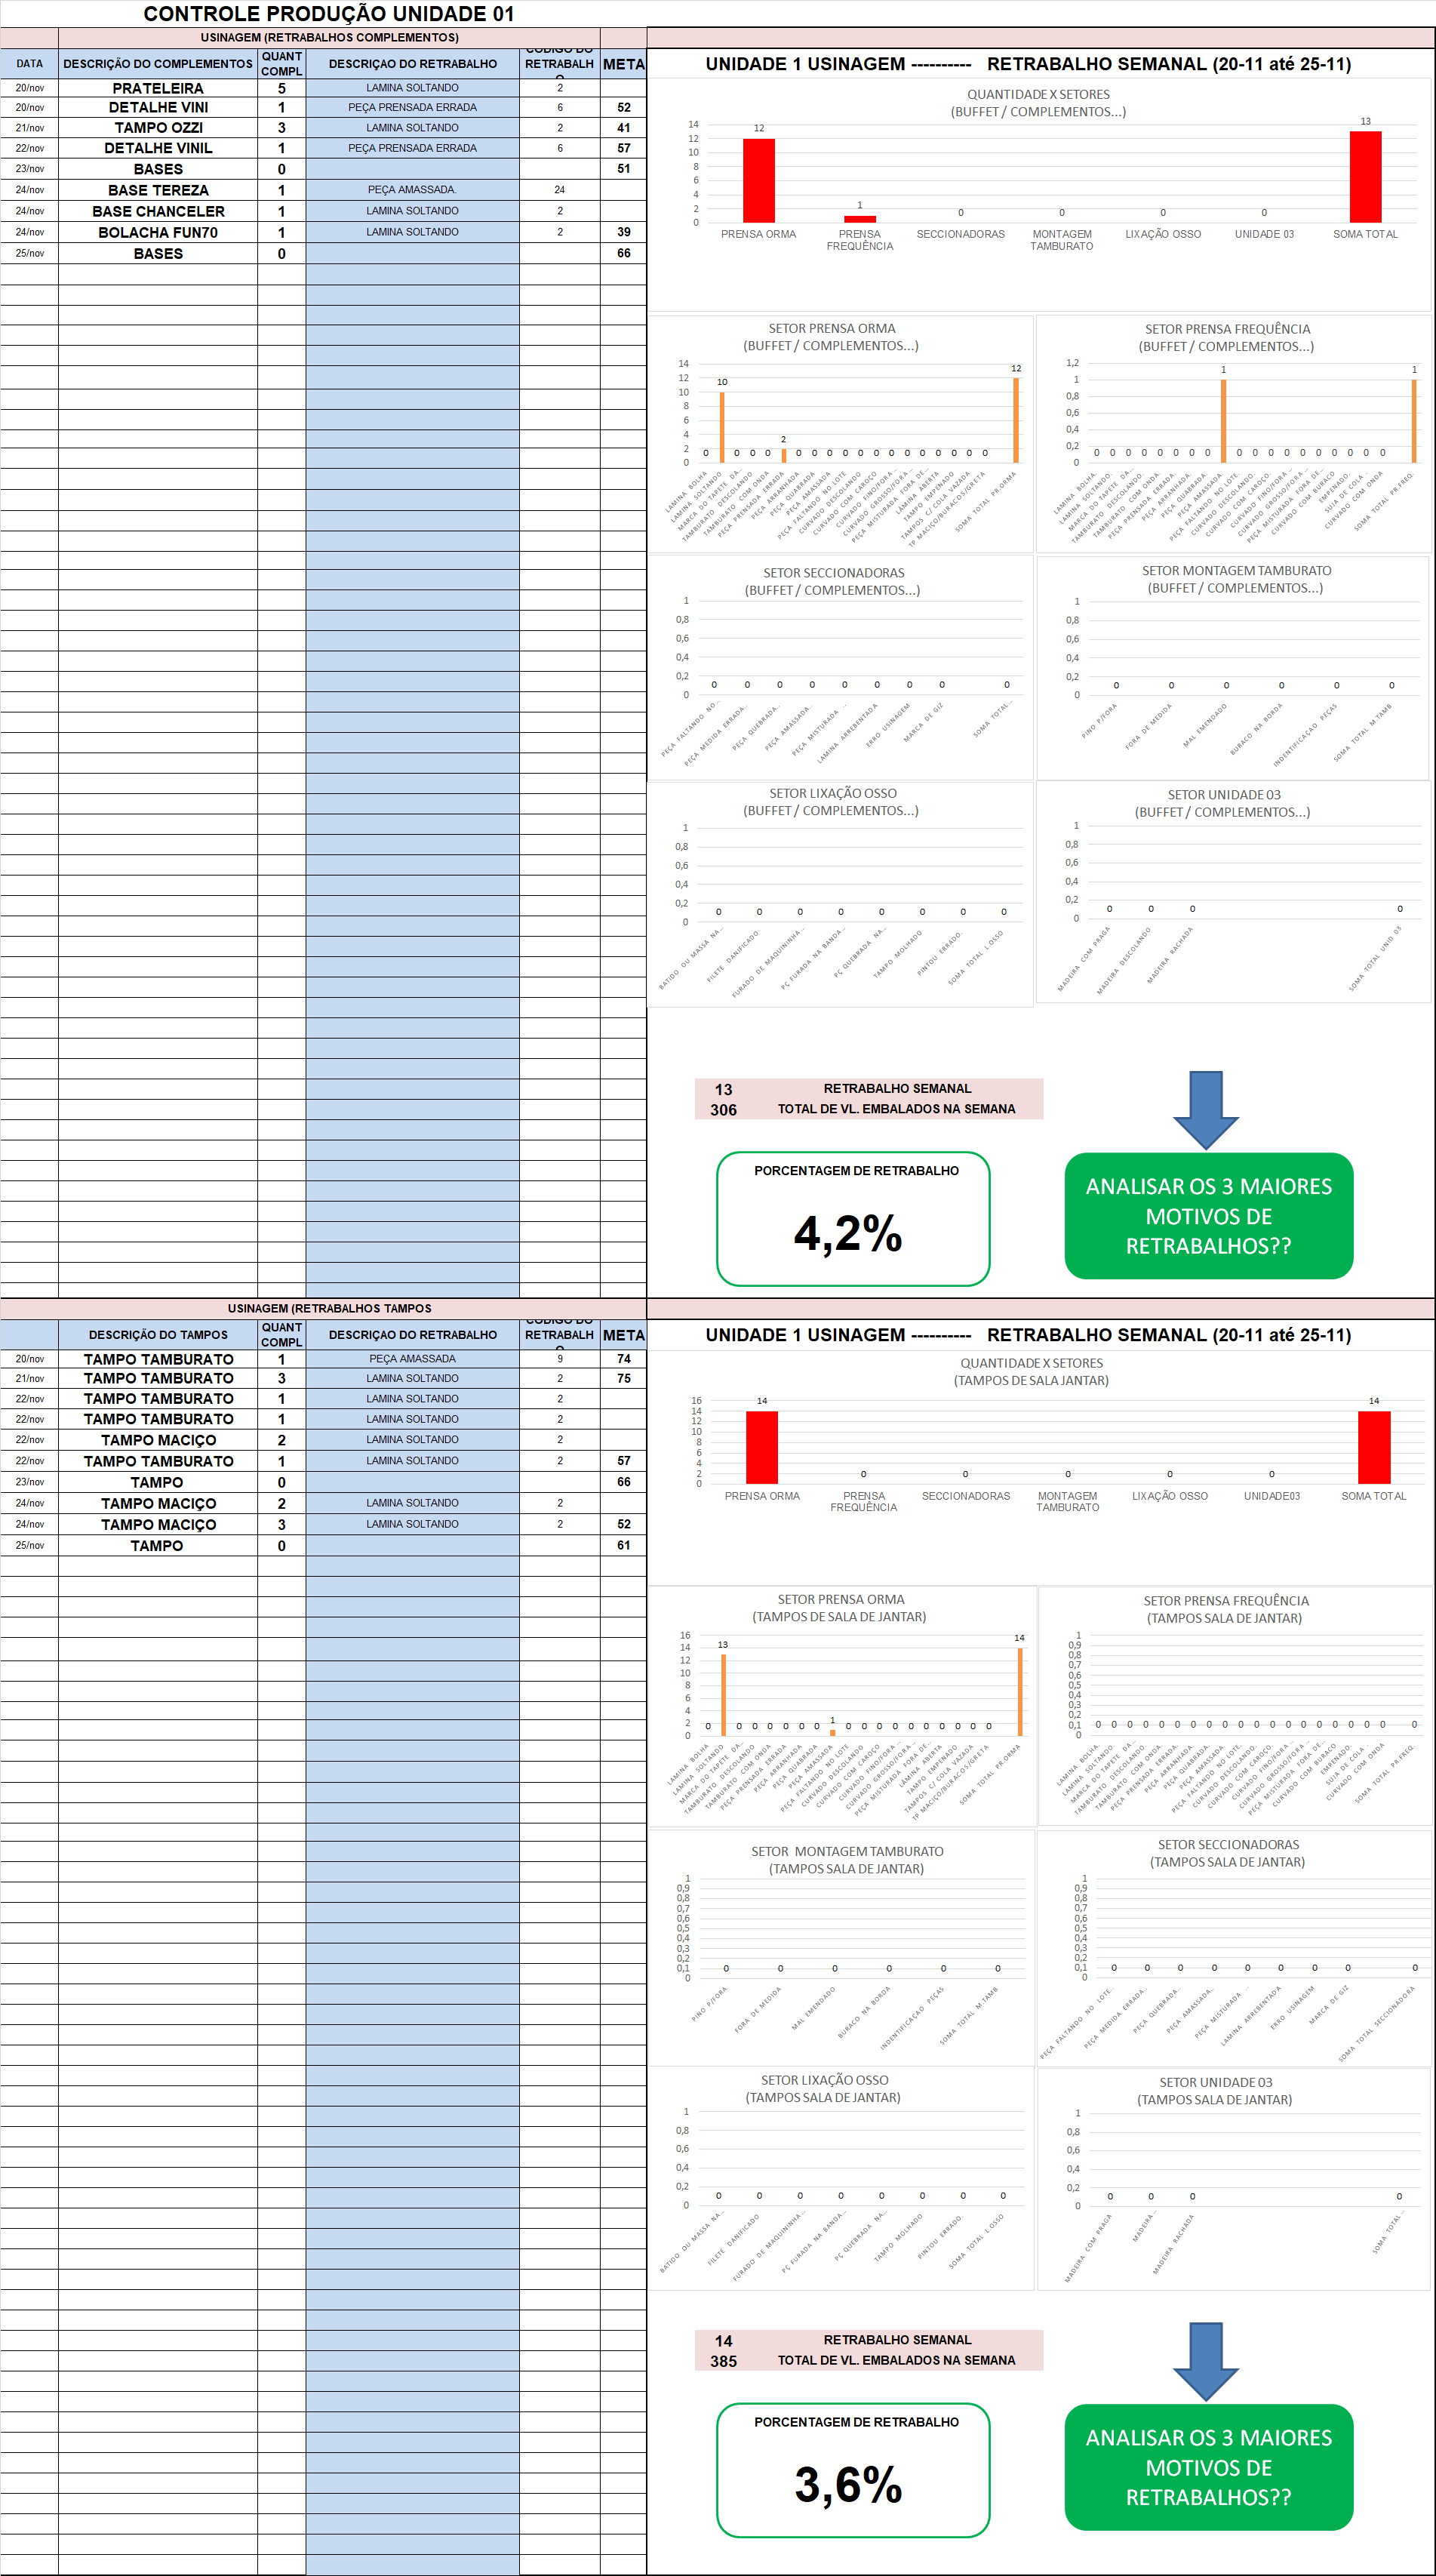 CONTROLE PRODUÇÃO UNIDADE 01
USINAGEM (RETRABALHOS COMPLEMENTOS)
DATA DESCRIÇÃO DO COMPLEMENTOS QUANT COMPL DESCRIÇAO DO RETRABALHO CODIGO DO RETRABALHO META
20/nov PRATELEIRA 5 LAMINA SOLTANDO 2
20/nov DETALHE VINI 1 PEÇA PRENSADA ERRADA 6 52
21/nov TAMPO OZZI 3 LAMINA SOLTANDO 2 41
22/nov DETALHE VINIL 1 PEÇA PRENSADA ERRADA 6 57
23/nov BASES 0 51
24/nov BASE TEREZA 1 PEÇA AMASSADA. 24
24/nov BASE CHANCELER 1 LAMINA SOLTANDO 2
24/nov BOLACHA FUN70 1 LAMINA SOLTANDO 2 39
25/nov BASES 0 66
UNIDADE 1 USINAGEM ---------- RETRABALHO SEMANAL (20-11 até 25-11)
QUANTIDADE X SETORES
(BUFFET / COMPLEMENTOS...)
14
12
10
8
6
4
2
0
12 1 0 0 0 0 13
PRENSA ORMA PRENSA FREQUÊNCIA SECCIONADORAS MONTAGEM TAMBURATO LIXAÇÃO OSSO UNIDADE 03 SOMA TOTAL
SETOR PRENSA ORMA
(BUFFET / COMPLEMENTOS...)
14
12
10
8
6
4
2
0
0 10 0 0 0 2 0 0 0 0 0 0 0 0 0 0 0 0 0 12
LAMINA BOLHA
LAMINA SOLTANDO
MARCA DO TAPETE DA...
TAMBURATO DESCOLANDO
TAMBURATO COM ONDA
PEÇA PRENSADA ERRADA
PEÇA ARRANHADA
PEÇA QUABRADA
PEÇA AMASSADA
PEÇA FALTANDO NO LOTE
CURVADO DESCOLANDO
CURVADO COM CAROÇO
CURVADO FINO/FORA...
CURVADO GROSSO/FORA...
PEÇA MISTURADA FORA DE...
LÂMINA ABERTA
TAMPO EMPENADO
TAMPOS C/ COLA VAZADA
TP MACIÇO/BURACOS/GRETA
SOMA TOTAL PR.ORMA
SETOR PRENSA FREQUÊNCIA
(BUFFET / COMPLEMENTOS...)
1,2
1
0,8
0,6
0,4
0,2
0
0 0 0 0 0 0 0 0 1 0 0 0 0 0 0 0 0 0 0 1
LAMINA BOLHA.
LAMINA SOLTANDO.
MARCA DO TAPETE DA...
TAMBURATO DESCOLANDO.
TAMBURATO COM ONDA.
PEÇA PRENSADA ERRADA.
PEÇA ARRANHADA.
PEÇA QUABRADA.
PEÇA AMASSADA.
PEÇA FALTANDO NO LOTE.
CURVADO DESCOLANDO.
CURVADO COM CAROÇO.
CURVADO FINO/FORA...
CURVADO GROSSO/FORA...
PEÇA MISTURADA FORA DE...
CURVADO COM BURACO
EMPENADO.
SUJA DE COLA .
CURVADO COM ONDA
SOMA TOTAL PR.FREQ.
SETOR SECCIONADORAS
(BUFFET / COMPLEMENTOS...)
1
0,8
0,6
0,4
0,2
0
0 0 0 0 0 0 0 0 0
PEÇA FALTANDO NO...
PEÇA MEDIDA ERRADA..
PEÇA QUEBRADA..
PEÇA AMASSADA..
PEÇA MISTURADA ...
LAMINA ARREBENTADA
ERRO USINAGEM
MARCA DE GIZ
SOMA TOTAL...
SETOR MONTAGEM TAMBURATO
(BUFFET / COMPLEMENTOS...)
1
0,8
0,6
0,4
0,2
0
0 0 0 0 0 0
PINO P/FORA
FORA DE MEDIDA
MAL EMENDADO
BURACO NA BORDA
INDENTIFICAÇAO PEÇAS
SOMA TOTAL M.TAMB
SETOR LIXAÇÃO OSSO
(BUFFET / COMPLEMENTOS...)
1
0,8
0,6
0,4
0,2
0
0 0 0 0 0 0 0 0
BATIDO OU MASSA NA...
FILETE DANIFICADO
FURADO DE MAQUININHA...
PÇ FURADA NA BANDA...
PÇ QUEBRADA NA...
TAMPO MOLHADO
PINTOU ERRADO.
SOMA TOTAL L.OSSO
SETOR UNIDADE 03
(BUFFET / COMPLEMENTOS...)
1
0,8
0,6
0,4
0,2
0
0 0 0 0
MADEIRA COM PRAGA
MADEIRA DESCOLANDO
MADEIRA RACHADA
SOMA TOTAL UNID 03
13 RETRABALHO SEMANAL
306 TOTAL DE VL. EMBALADOS NA SEMANA
PORCENTAGEM DE RETRABALHO
4,2%
ANALISAR OS 3 MAIORES
MOTIVOS DE
RETRABALHOS??
USINAGEM (RETRABALHOS TAMPOS
DESCRIÇÃO DO TAMPOS QUANT COMPL DESCRIÇAO DO RETRABALHO CODIGO DO RETRABALHO META
20/nov TAMPO TAMBURATO 1 PEÇA AMASSADA 9 74
21/nov TAMPO TAMBURATO 3 LAMINA SOLTANDO 2 75
22/nov TAMPO TAMBURATO 1 LAMINA SOLTANDO 2
22/nov TAMPO TAMBURATO 1 LAMINA SOLTANDO 2
22/nov TAMPO MACIÇO 2 LAMINA SOLTANDO 2
22/nov TAMPO TAMBURATO 1 LAMINA SOLTANDO 2 57
23/nov TAMPO 0 66
24/nov TAMPO MACIÇO 2 LAMINA SOLTANDO 2
24/nov TAMPO MACIÇO 3 LAMINA SOLTANDO 2 52
25/nov TAMPO 0 61
UNIDADE 1 USINAGEM ---------- RETRABALHO SEMANAL (20-11 até 25-11)
QUANTIDADE X SETORES
(TAMPOS DE SALA JANTAR)
16
14
12
10
8
6
4
2
0
14 0 0 0 0 0 14
PRENSA ORMA PRENSA FREQUÊNCIA SECCIONADORAS MONTAGEM TAMBURATO LIXAÇÃO OSSO UNIDADE03 SOMA TOTAL
SETOR PRENSA ORMA
(TAMPOS DE SALA DE JANTAR)
16
14
12
10
8
6
4
2
0
0 13 0 0 0 0 0 0 1 0 0 0 0 0 0 0 0 0 0 14
LAMINA BOLHA
LAMINA SOLTANDO
MARCA DO TAPETE DA...
TAMBURATO DESCOLANDO
TAMBURATO COM ONDA
PEÇA PRENSADA ERRADA
PEÇA ARRANHADA
PEÇA QUABRADA
PEÇA AMASSADA
PEÇA FALTANDO NO LOTE
CURVADO DESCOLANDO
CURVADO COM CAROÇO
CURVADO FINO/FORA...
CURVADO GROSSO/FORA...
PEÇA MISTURADA FORA DE...
LÂMINA ABERTA
TAMPO EMPENADO
TAMPOS C/ COLA VAZADA
TP MACIÇO/BURACOS/GRETA
SOMA TOTAL PR.ORMA
SETOR PRENSA FREQUÊNCIA
(TAMPOS SALA DE JANTAR)
1
0,9
0,8
0,7
0,6
0,5
0,4
0,3
0,2
0,1
0
0 0 0 0 0 0 0 0 0 0 0 0 0 0 0 0 0 0 0 0
LAMINA BOLHA.
LAMINA SOLTANDO.
MARCA DO TAPETE DA...
TAMBURATO DESCOLANDO.
TAMBURATO COM ONDA.
PEÇA PRENSADA ERRADA.
PEÇA ARRANHADA.
PEÇA QUABRADA.
PEÇA AMASSADA.
PEÇA FALTANDO NO LOTE.
CURVADO DESCOLANDO.
CURVADO COM CAROÇO.
CURVADO FINO/FORA...
CURVADO GROSSO/FORA...
PEÇA MISTURADA FORA DE...
CURVADO COM BURACO
EMPENADO.
SUJA DE COLA .
CURVADO COM ONDA
SOMA TOTAL PR.FREQ.
SETOR MONTAGEM TAMBURATO
(TAMPOS SALA DE JANTAR)
1
0,9
0,8
0,7
0,6
0,5
0,4
0,3
0,2
0,1
0
0 0 0 0 0 0
PINO P/FORA
FORA DE MEDIDA
MAL EMENDADO
BURACO NA BORDA
INDENTIFICAÇAO PEÇAS
SOMA TOTAL M.TAMB
SETOR SECCIONADORAS
(TAMPOS SALA DE JANTAR)
1
0,9
0,8
0,7
0,6
0,5
0,4
0,3
0,2
0,1
0
0 0 0 0 0 0 0 0 0
PEÇA FALTANDO NO LOTE..
PEÇA MEDIDA ERRADA..
PEÇA QUEBRADA..
PEÇA AMASSADA..
PEÇA MISTURADA ...
LAMINA ARREBENTADA
ERRO USINAGEM
MARCA DE GIZ
SOMA TOTAL SECCIONADORA
SETOR LIXAÇÃO OSSO
(TAMPOS SALA DE JANTAR)
1
0,8
0,6
0,4
0,2
0
0 0 0 0 0 0 0 0
BATIDO OU MASSA NA...
FILETE DANIFICADO
FURADO DE MAQUININHA...
PÇ FURADA NA BANDA...
PÇ QUEBRADA NA...
TAMPO MOLHADO
PINTOU ERRADO.
SOMA TOTAL L.OSSO
SETOR UNIDADE 03
(TAMPOS SALA DE JANTAR)
1
0,8
0,6
0,4
0,2
0
0 0 0 0
MADEIRA COM PRAGA
MADEIRA...
MADEIRA RACHADA
SOMA TOTAL...
14 RETRABALHO SEMANAL
385 TOTAL DE VL. EMBALADOS NA SEMANA
PORCENTAGEM DE RETRABALHO
3,6%
ANALISAR OS 3 MAIORES
MOTIVOS DE
RETRABALHOS??